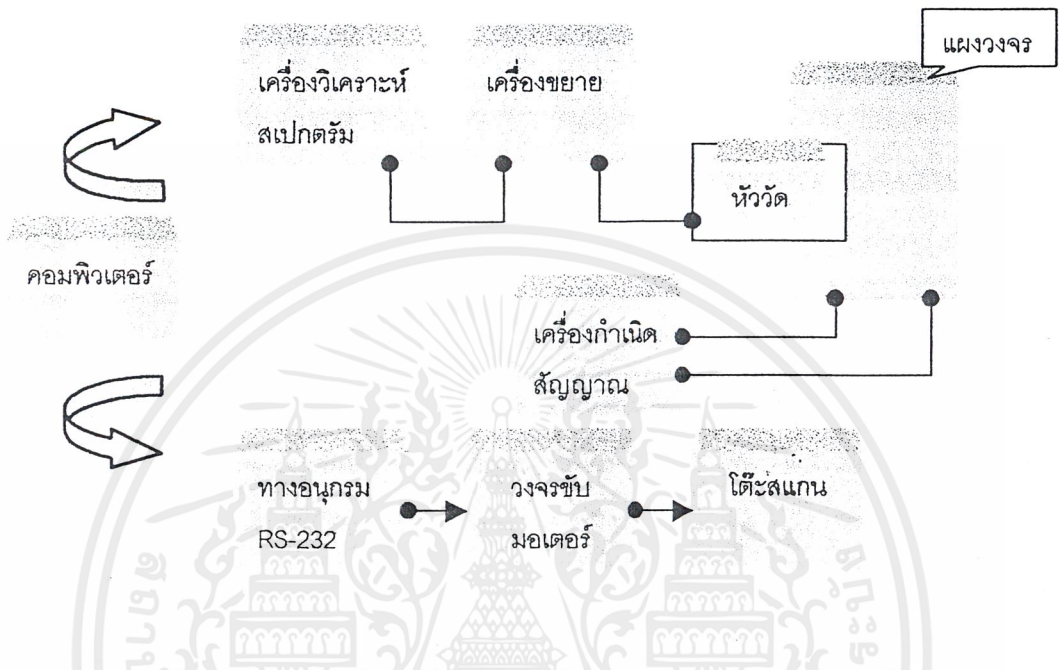 แผงวงจร
เครื่องวิเคราะห์
สเปกตรัม
เครื่องขยาย
หัววัด
คอมพิวเตอร์
เครื่องกำเนิด
สัญญาณ
ทางอนุกรม
RS-232
วงจรขับ
มอเตอร์
โต๊ะสแกน